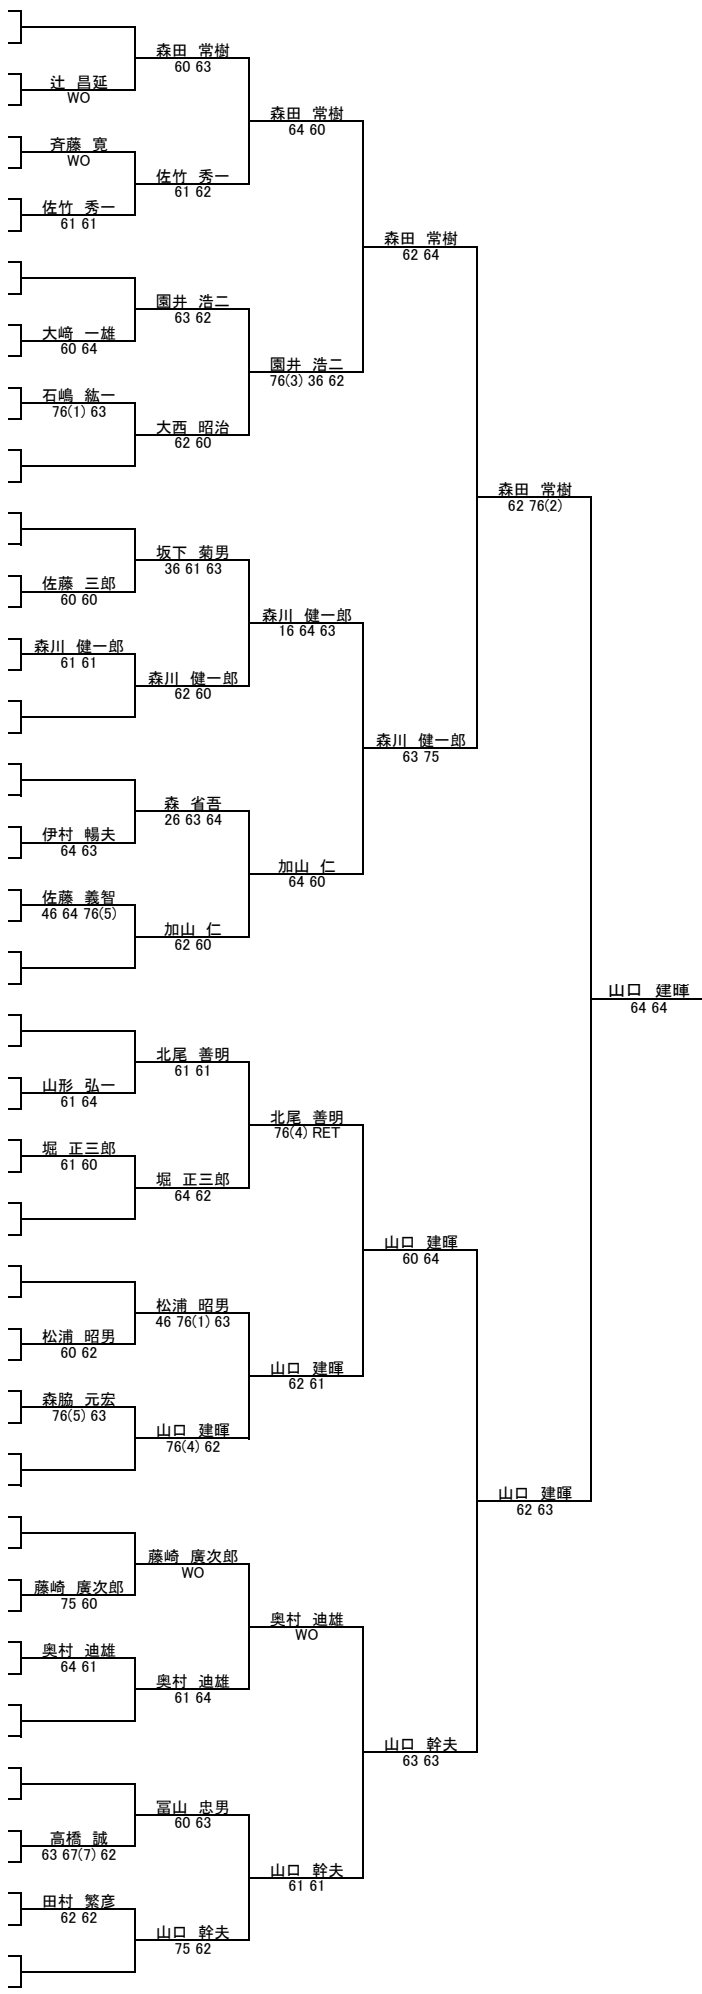 森田 常樹
60 63
辻 昌延
WO
森田 常樹
64 60
斉藤 寛
WO
佐竹 秀一
61 62
佐竹 秀一
61 61
森田 常樹
62 64
園井 浩二
63 62
大﨑 一雄
60 64
園井 浩二
76(3) 36 62
石嶋 紘一
76(1) 63
大西 昭治
62 60
森田 常樹
62 76(2)
坂下 菊男
36 61 63
佐藤 三郎
60 60
森川 健一郎
16 64 63
森川 健一郎
61 61
森川 健一郎
62 60
森川 健一郎
63 75
森 省吾
26 63 64
伊村 暢夫
64 63
加山 仁
64 60
佐藤 義智
46 64 76(5)
加山 仁
62 60
山口 建暉
64 64
北尾 善明
61 61
山形 弘一
61 64
北尾 善明
76(4) RET
堀 正三郎
61 60
堀 正三郎
64 62
山口 建暉
60 64
松浦 昭男
46 76(1) 63
松浦 昭男
60 62
山口 建暉
62 61
森脇 元宏
76(5) 63
山口 建暉
76(4) 62
山口 建暉
62 63
藤崎 廣次郎
WO
藤崎 廣次郎
75 60
奥村 迪雄
WO
奥村 迪雄
64 61
奥村 迪雄
61 64
山口 幹夫
63 63
冨山 忠男
60 63
高橋 誠
63 67(7) 62
山口 幹夫
61 61
田村 繁彦
62 62
山口 幹夫
75 62